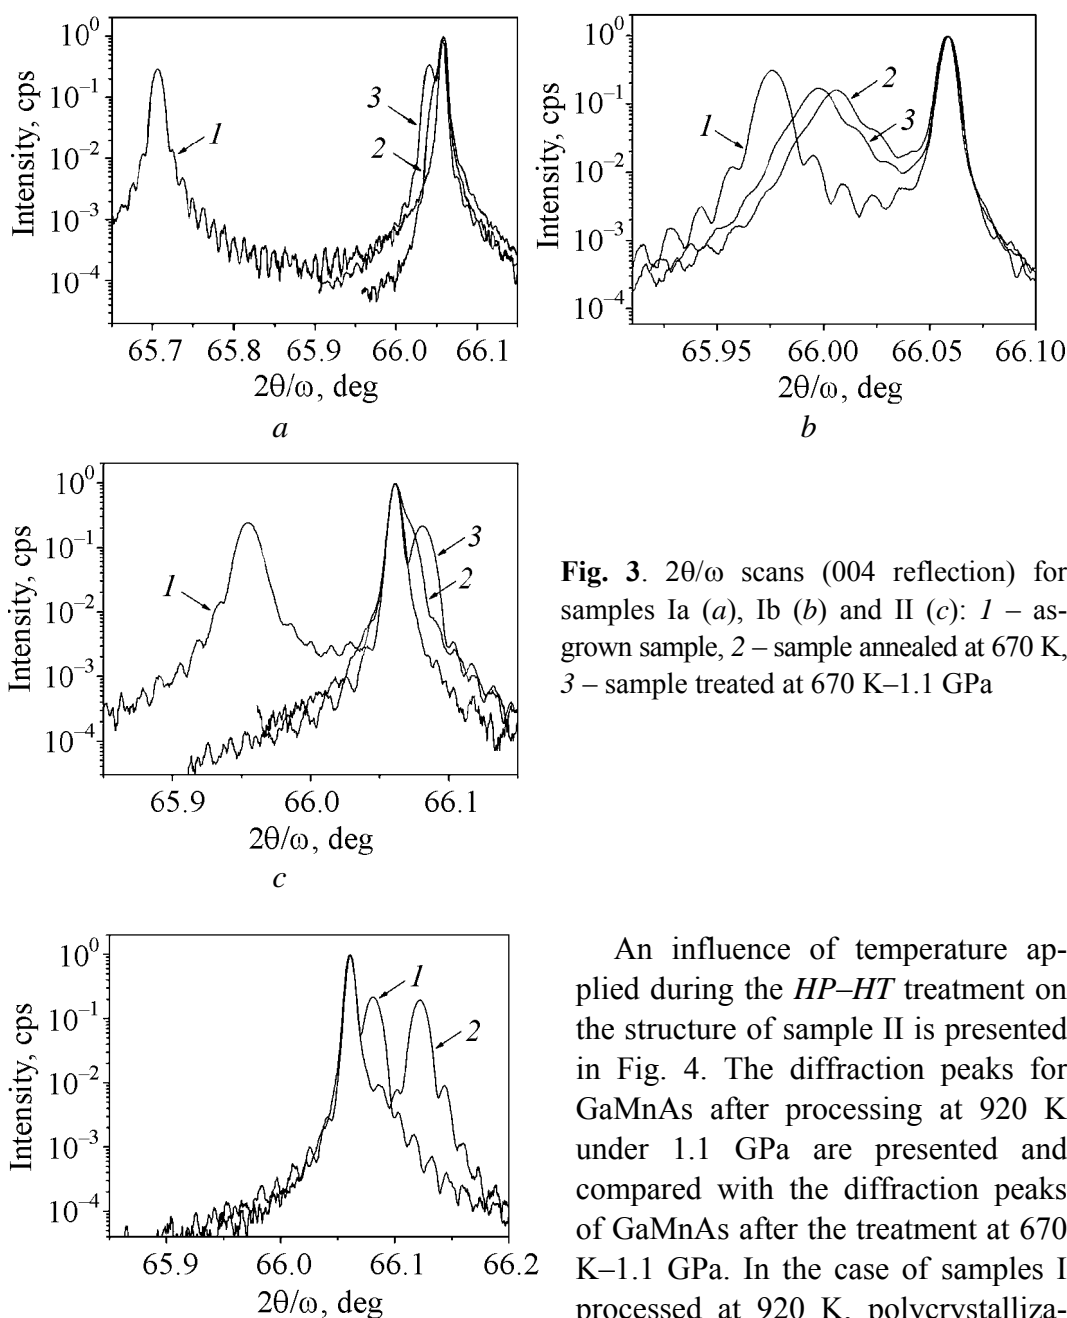 10⁰
10⁻¹
10⁻²
10⁻³
10⁻⁴
Intensity, cps
1
3
2
65.7 65.8 65.9 66.0 66.1
2θ/ω, deg
a
10⁰
10⁻¹
10⁻²
10⁻³
10⁻⁴
Intensity, cps
1
2
3
65.95 66.00 66.05 66.10
2θ/ω, deg
b
10⁰
10⁻¹
10⁻²
10⁻³
10⁻⁴
Intensity, cps
1
3
2
65.9 66.0 66.1
2θ/ω, deg
c
Fig. 3. 2θ/ω scans (004 reflection) for
samples Ia (a), Ib (b) and II (c): 1 – as-
grown sample, 2 – sample annealed at 670 K,
3 – sample treated at 670 K–1.1 GPa
10⁰
10⁻¹
10⁻²
10⁻³
10⁻⁴
Intensity, cps
1
2
65.9 66.0 66.1 66.2
2θ/ω, deg
An influence of temperature ap-
plied during the HP–HT treatment on
the structure of sample II is presented
in Fig. 4. The diffraction peaks for
GaMnAs after processing at 920 K
under 1.1 GPa are presented and
compared with the diffraction peaks
of GaMnAs after the treatment at 670
K–1.1 GPa. In the case of samples I
processed at 920 K, polycrystalliza-